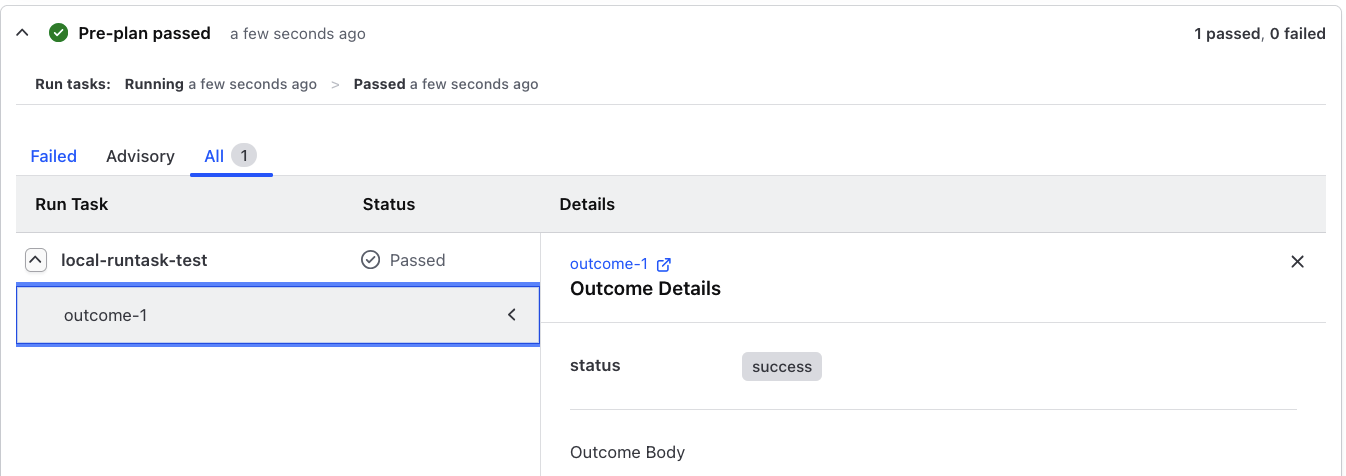 Pre-plan passed a few seconds ago 1 passed, 0 failed
Run tasks: Running a few seconds ago > Passed a few seconds ago
Failed Advisory All 1
Run Task Status Details
local-runtask-test Passed
outcome-1
outcome-1
Outcome Details
status success
Outcome Body